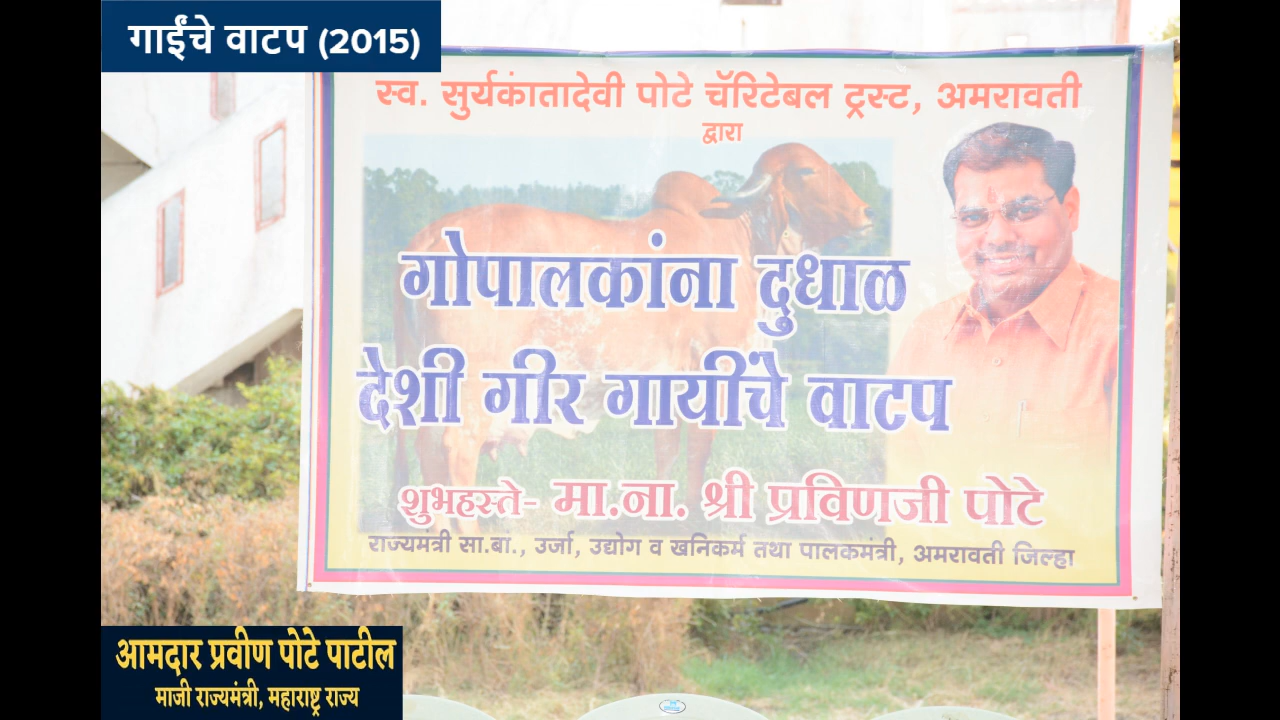 गाईंचे वाटप (2015)
स्व. सुर्यकांतादेवी पोटे चॅरिटेबल ट्रस्ट, अमरावती
द्वारा
गोपालकांना दुधाळ
देशी गीर गायींचे वाटप
शुभहस्ते- मा.ना. श्री प्रविणजी पोटे
राज्यमंत्री सा.बां., उर्जा, उद्योग व खनिकर्म तथा पालकमंत्री, अमरावती जिल्हा
आमदार प्रवीण पोटे पाटील
माजी राज्यमंत्री, महाराष्ट्र राज्य